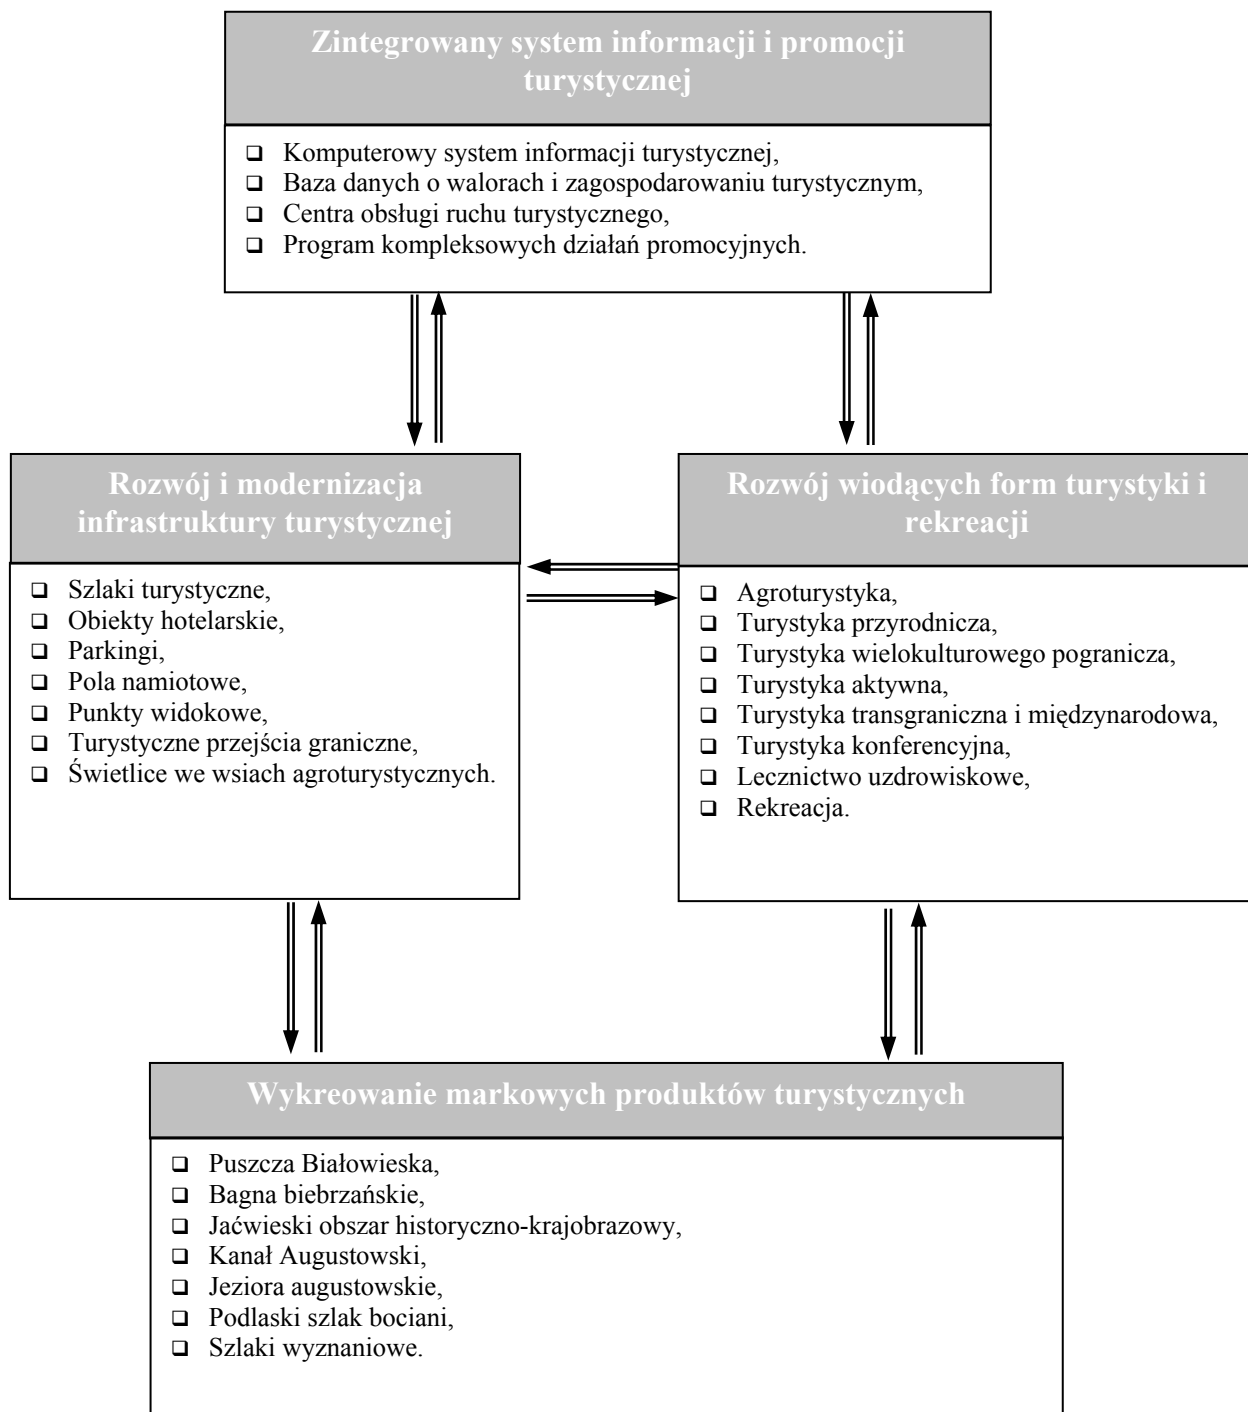 Zintegrowany system informacji i promocji
turystycznej
❑ Komputerowy system informacji turystycznej,
❑ Baza danych o walorach i zagospodarowaniu turystycznym,
❑ Centra obsługi ruchu turystycznego,
❑ Program kompleksowych działań promocyjnych.
Rozwój i modernizacja
infrastruktury turystycznej
❑ Szlaki turystyczne,
❑ Obiekty hotelarskie,
❑ Parkingi,
❑ Pola namiotowe,
❑ Punkty widokowe,
❑ Turystyczne przejścia graniczne,
❑ Świetlice we wsiach agroturystycznych.
Rozwój wiodących form turystyki i
rekreacji
❑ Agroturystyka,
❑ Turystyka przyrodnicza,
❑ Turystyka wielokulturowego pogranicza,
❑ Turystyka aktywna,
❑ Turystyka transgraniczna i międzynarodowa,
❑ Turystyka konferencyjna,
❑ Lecznictwo uzdrowiskowe,
❑ Rekreacja.
Wykreowanie markowych produktów turystycznych
❑ Puszcza Białowieska,
❑ Bagna biebrzańskie,
❑ Jaćwieski obszar historyczno-krajobrazowy,
❑ Kanał Augustowski,
❑ Jeziora augustowskie,
❑ Podlaski szlak bociani,
❑ Szlaki wyznaniowe.